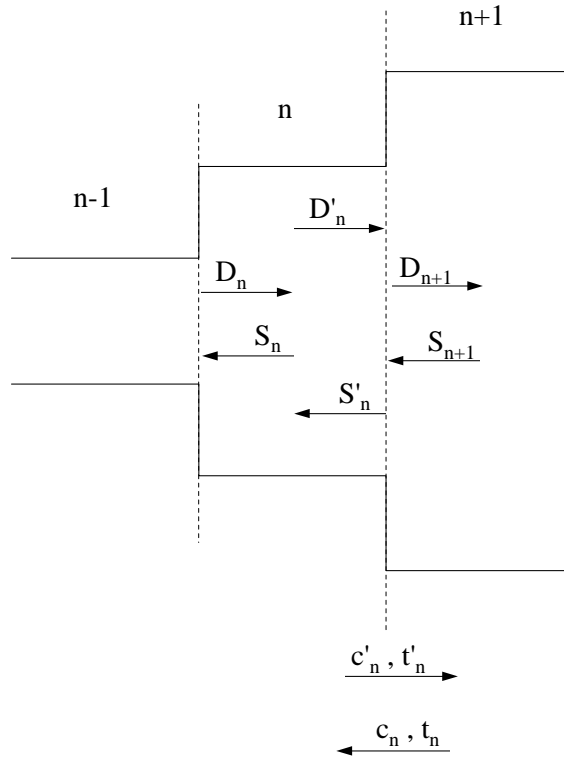 n+1
n
n-1
D'ₙ
Dₙ
Dₙ₊₁
Sₙ
Sₙ₊₁
S'ₙ
c'ₙ , t'ₙ
cₙ , tₙ